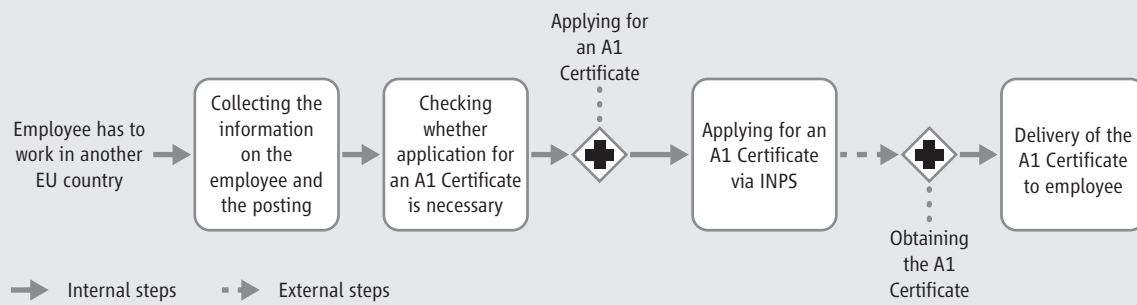 Employee has to
work in another
EU country
Collecting the
information
on the
employee and
the posting
Checking
whether
application for
an A1 Certificate
is necessary
Applying for
an A1
Certificate
Applying for an
A1 Certificate
via INPS
Obtaining
the A1
Certificate
Delivery of the
A1 Certificate
to employee
Internal steps
External steps